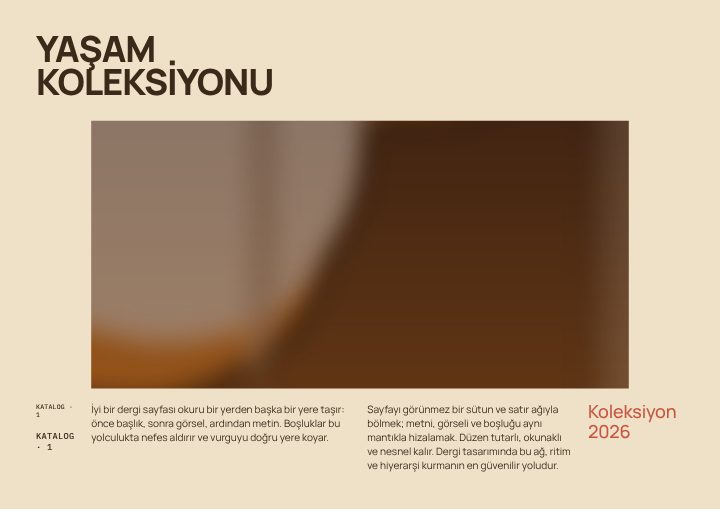 YAŞAM
KOLEKSİYONU
KATALOG ·
1
KATALOG
· 1
İyi bir dergi sayfası okuru bir yerden başka bir yere taşır:
önce başlık, sonra görsel, ardından metin. Boşluklar bu
yolculukta nefes aldırır ve vurguyu doğru yere koyar.
Sayfayı görünmez bir sütun ve satır ağıyla
bölmek; metni, görseli ve boşluğu aynı
mantıkla hizalamak. Düzen tutarlı, okunaklı
ve nesnel kalır. Dergi tasarımında bu ağ, ritim
ve hiyerarşi kurmanın en güvenilir yoludur.
Koleksiyon
2026